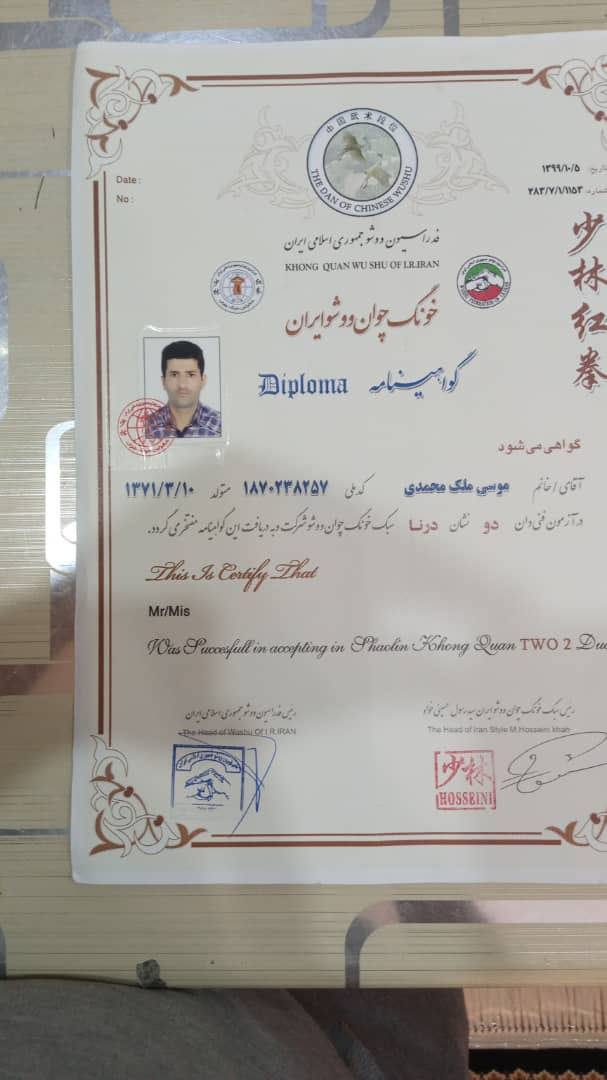 中国武术段位
THE DAN OF CHINESE WUSHU
Date :
تاریخ: ۱۳۹۹/۱۰/۵
No :
شماره: ۲۸۳/۷/۱/۱۱۵۳
فدراسیون ووشو جمهوری اسلامی ایران
KHONG QUAN WU SHU OF I.R.IRAN
خونگ چوان ووشو ایران
少林红拳
Diploma گواهینامه
گواهی می شود
آقای / خانم موسی ملک محمدی کد ملی ۱۸۷۰۲۳۸۲۵۷ متولد ۱۳۷۱/۳/۱۰
در آزمون فنی دان دو نشان درنا سبک خونگ چوان ووشو شرکت و به دریافت این گواهینامه مفتخر می گردد.
This Is Certify That
Mr/Mis
Was Succesfull in accepting in Shaolin Khong Quan TWO 2
رئیس سبک خونگ چوان ووشو ایران سید رسول حسینی خواه
رئیس فدراسیون ووشو جمهوری اسلامی ایران
The Head of Iran Style M.Hosseini khah
The Head of Wushu Of I.R.IRAN
少林
HOSSEINI